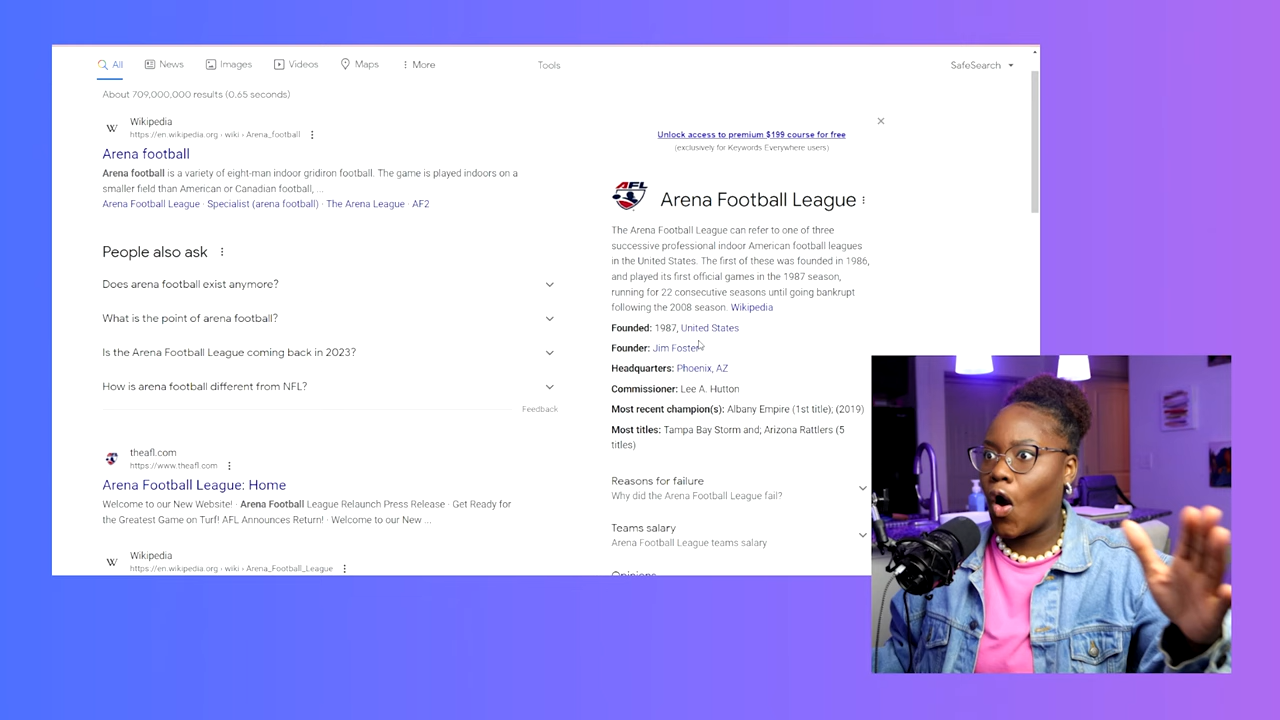 All
News
Images
Videos
Maps
More
Tools
SafeSearch
About 709,000,000 results (0.65 seconds)
W
Wikipedia
https://en.wikipedia.org › wiki › Arena_football
Arena football
Arena football is a variety of eight-man indoor gridiron football. The game is played indoors on a
smaller field than American or Canadian football, ...
Arena Football League · Specialist (arena football) · The Arena League · AF2
People also ask
Does arena football exist anymore?
What is the point of arena football?
Is the Arena Football League coming back in 2023?
How is arena football different from NFL?
Feedback
theafl.com
https://www.theafl.com
Arena Football League: Home
Welcome to our New Website! · Arena Football League Relaunch Press Release · Get Ready for
the Greatest Game on Turf! AFL Announces Return! · Welcome to our New ...
W
Wikipedia
https://en.wikipedia.org › wiki › Arena_Football_League
Unlock access to premium $199 course for free
(exclusively for Keywords Everywhere users)
AFL
Arena Football League
The Arena Football League can refer to one of three
successive professional indoor American football leagues
in the United States. The first of these was founded in 1986,
and played its first official games in the 1987 season,
running for 22 consecutive seasons until going bankrupt
following the 2008 season. Wikipedia
Founded: 1987, United States
Founder: Jim Foster
Headquarters: Phoenix, AZ
Commissioner: Lee A. Hutton
Most recent champion(s): Albany Empire (1st title); (2019)
Most titles: Tampa Bay Storm and; Arizona Rattlers (5
titles)
Reasons for failure
Why did the Arena Football League fail?
Teams salary
Arena Football League teams salary
Opinions